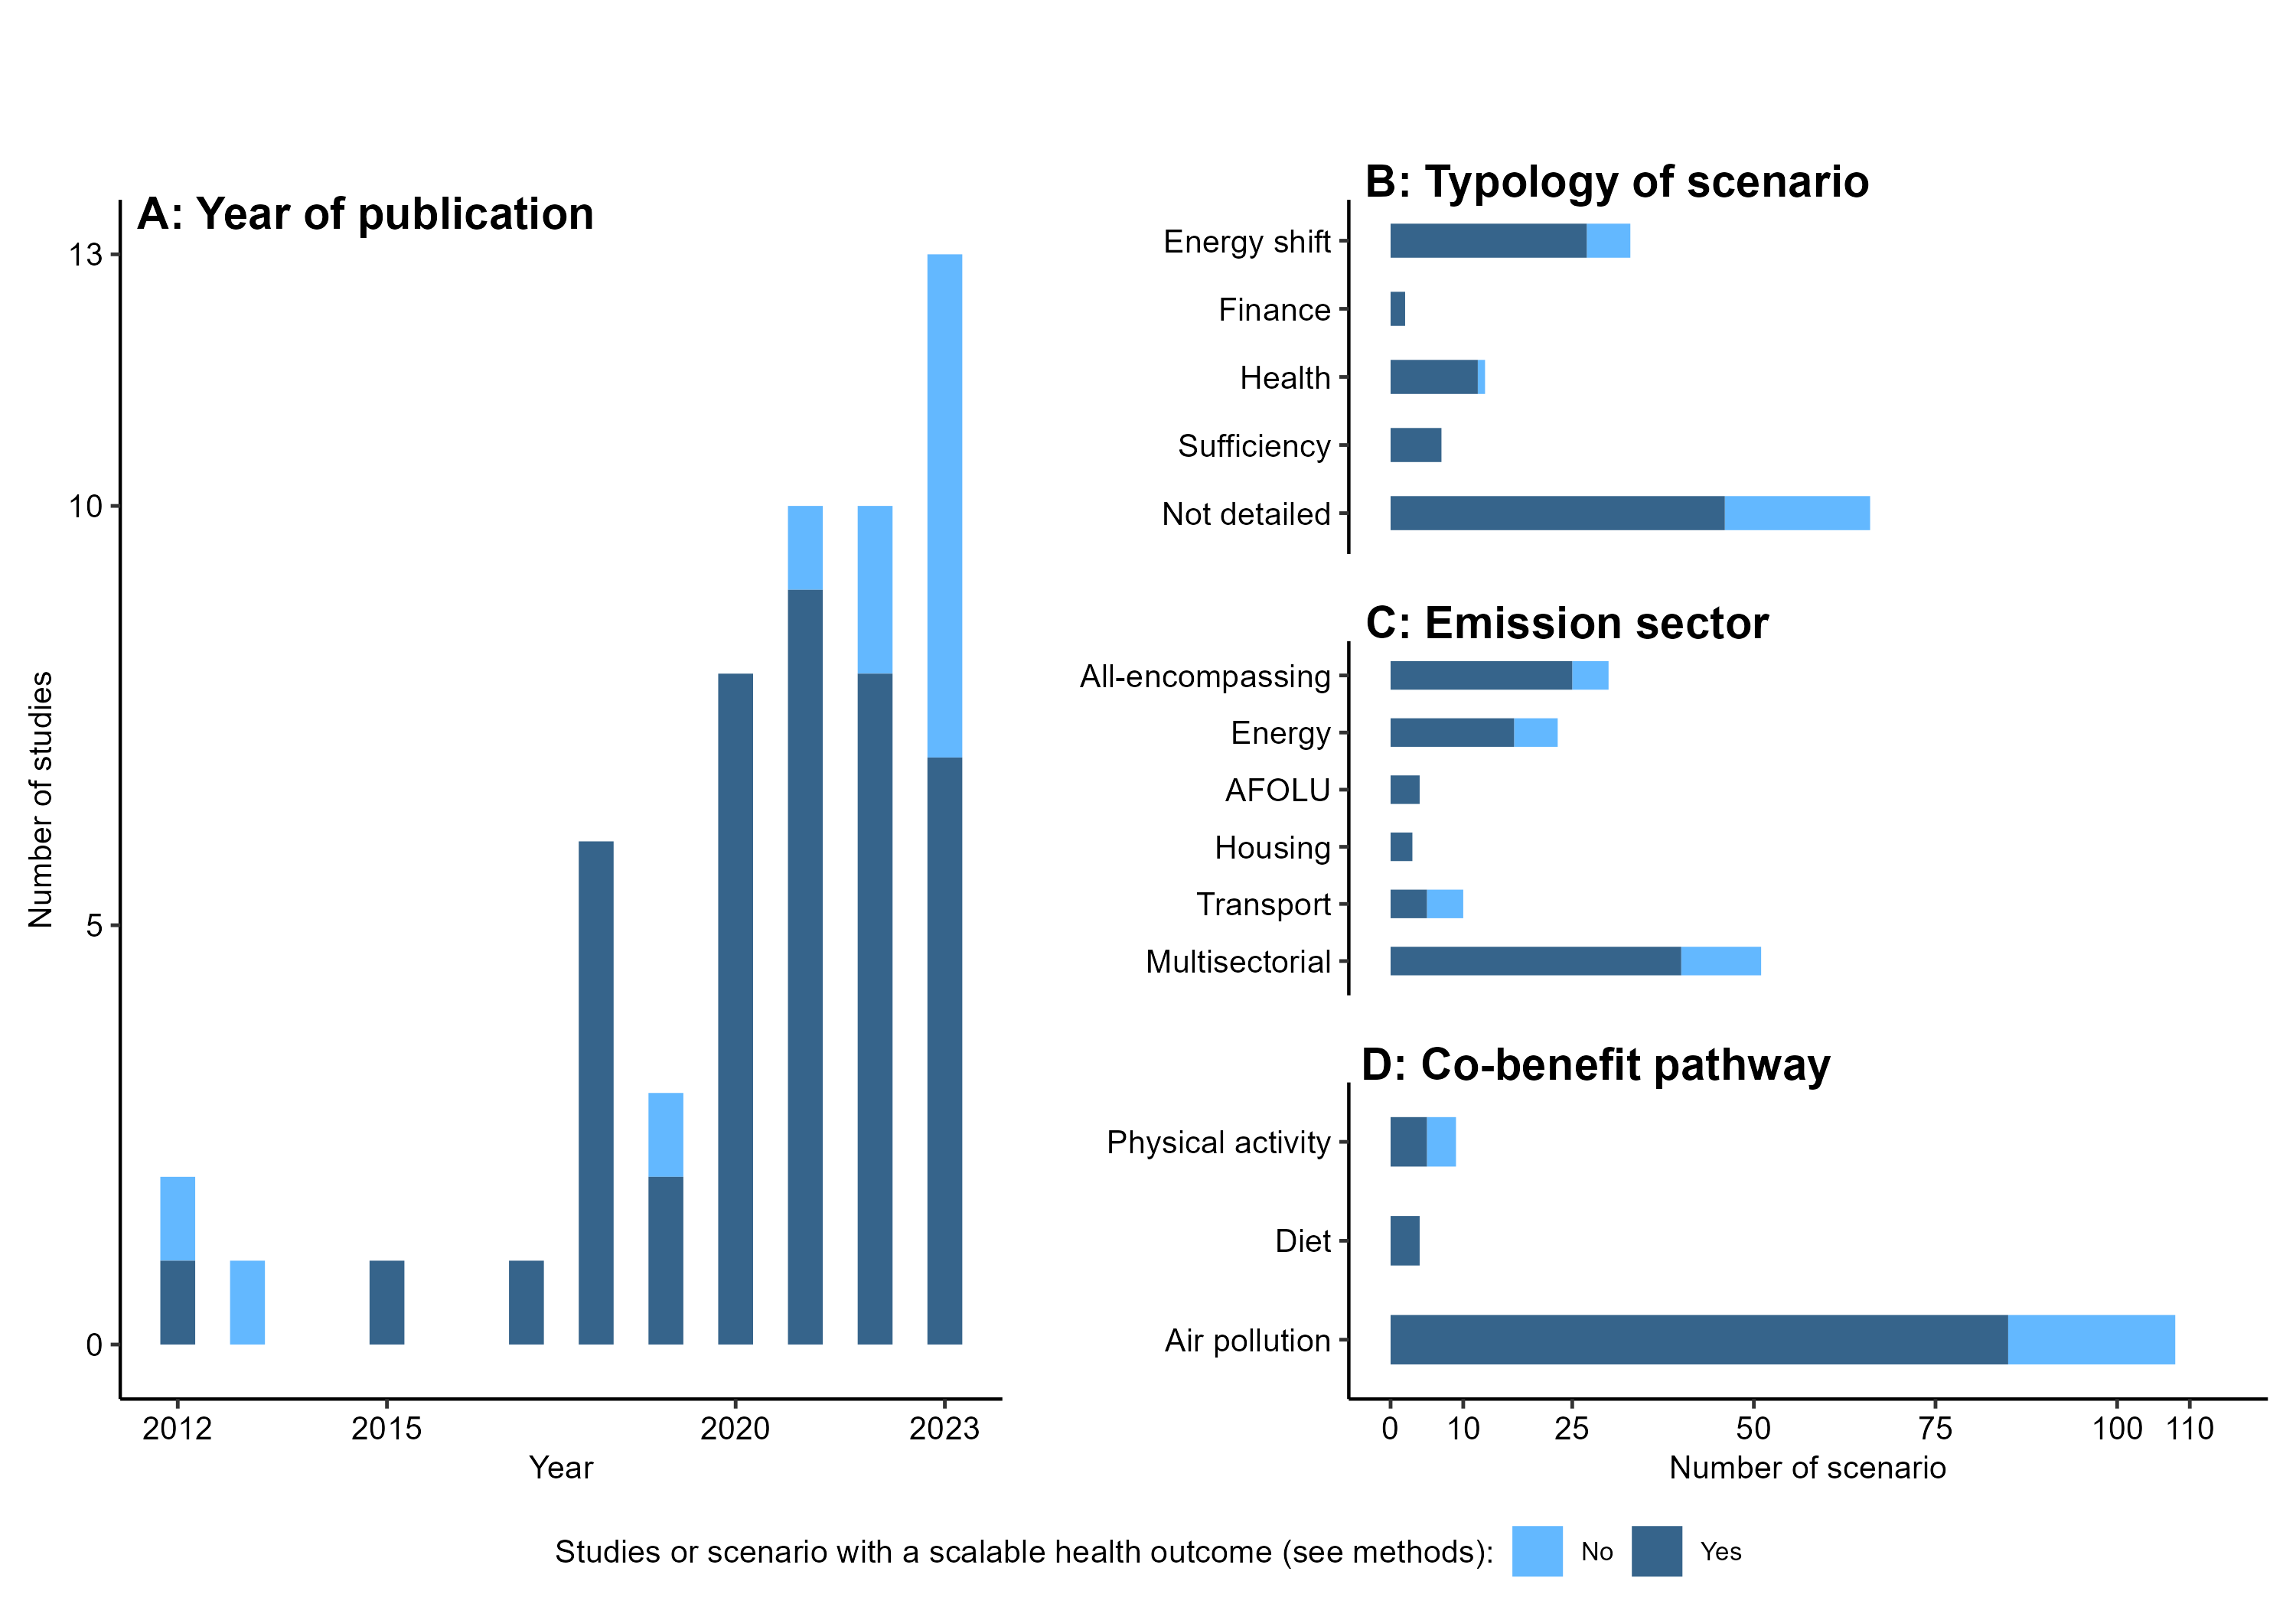 A: Year of publication
13
10
5
0
Number of studies
2012 2015 2020 2023
Year
B: Typology of scenario
Energy shift
Finance
Health
Sufficiency
Not detailed
C: Emission sector
All-encompassing
Energy
AFOLU
Housing
Transport
Multisectorial
D: Co-benefit pathway
Physical activity
Diet
Air pollution
0 10 25 50 75 100 110
Number of scenario
Studies or scenario with a scalable health outcome (see methods): No Yes